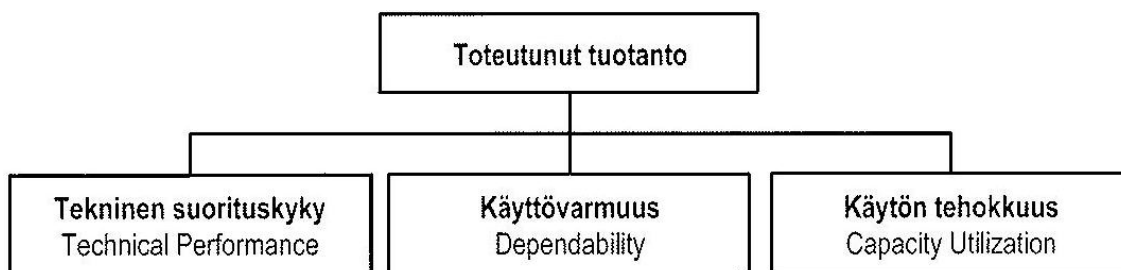 Toteutunut tuotanto
Tekninen suorituskyky
Technical Performance
Käyttövarmuus
Dependability
Käytön tehokkuus
Capacity Utilization